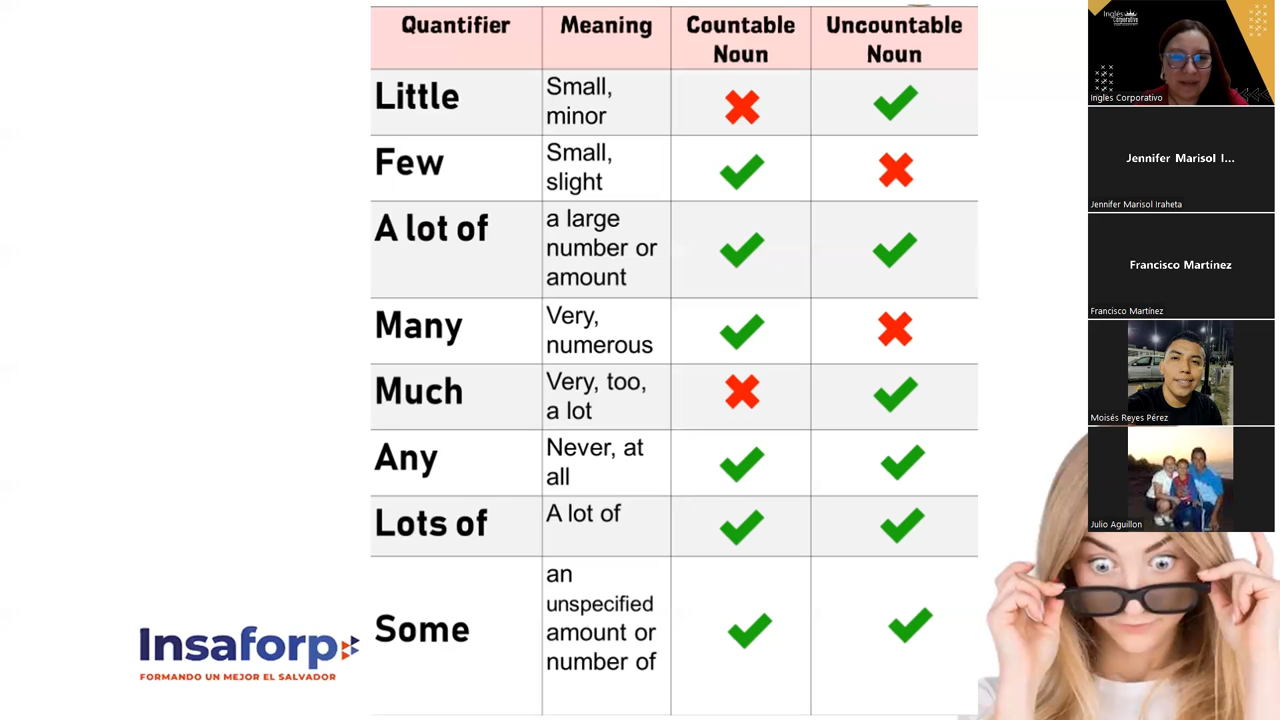 Quantifier Meaning Countable Noun Uncountable Noun
Little Small, minor
Few Small, slight
A lot of a large number or amount
Many Very, numerous
Much Very, too, a lot
Any Never, at all
Lots of A lot of
Some an unspecified amount or number of
Insaforp
FORMANDO UN MEJOR EL SALVADOR
Inglés Corporativo
Ingles Corporativo
Jennifer Marisol I...
Jennifer Marisol Iraheta
Francisco Martínez
Francisco Martínez
Moisés Reyes Pérez
Julio Aguillon